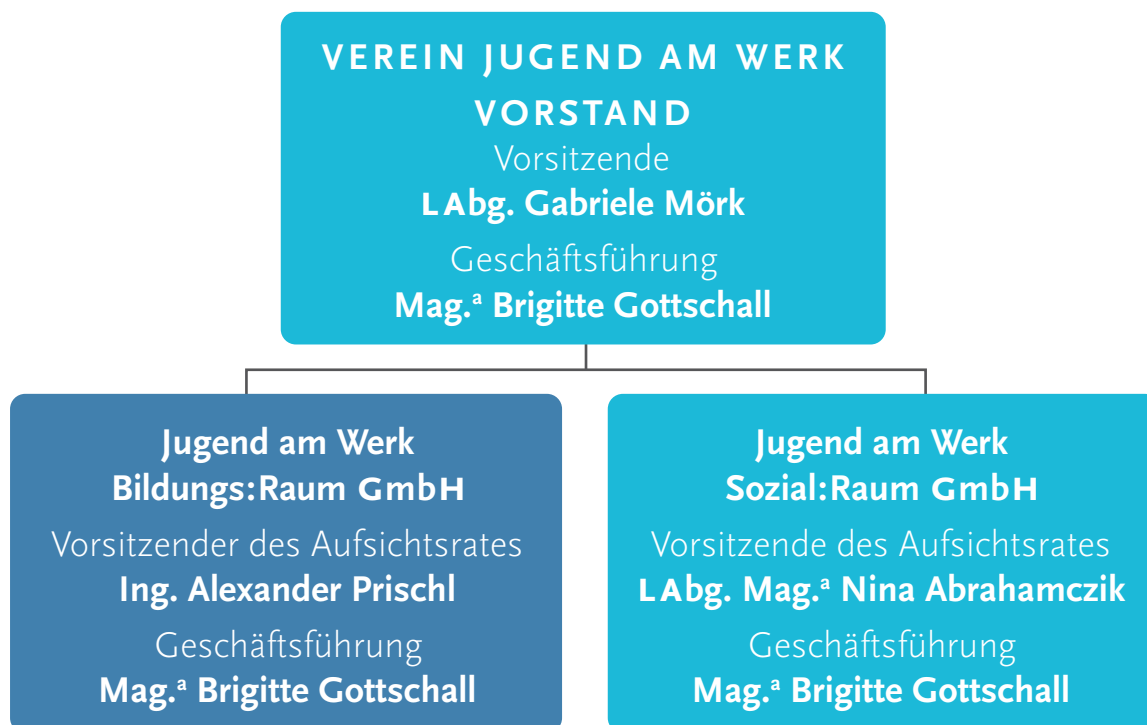 VEREIN JUGEND AM WERK
VORSTAND
Vorsitzende
LAbg. Gabriele Mörk
Geschäftsführung
Mag.ª Brigitte Gottschall
Jugend am Werk
Bildungs:Raum GmbH
Vorsitzender des Aufsichtsrates
Ing. Alexander Prischl
Geschäftsführung
Mag.ª Brigitte Gottschall
Jugend am Werk
Sozial:Raum GmbH
Vorsitzende des Aufsichtsrates
LAbg. Mag.ª Nina Abrahamczik
Geschäftsführung
Mag.ª Brigitte Gottschall